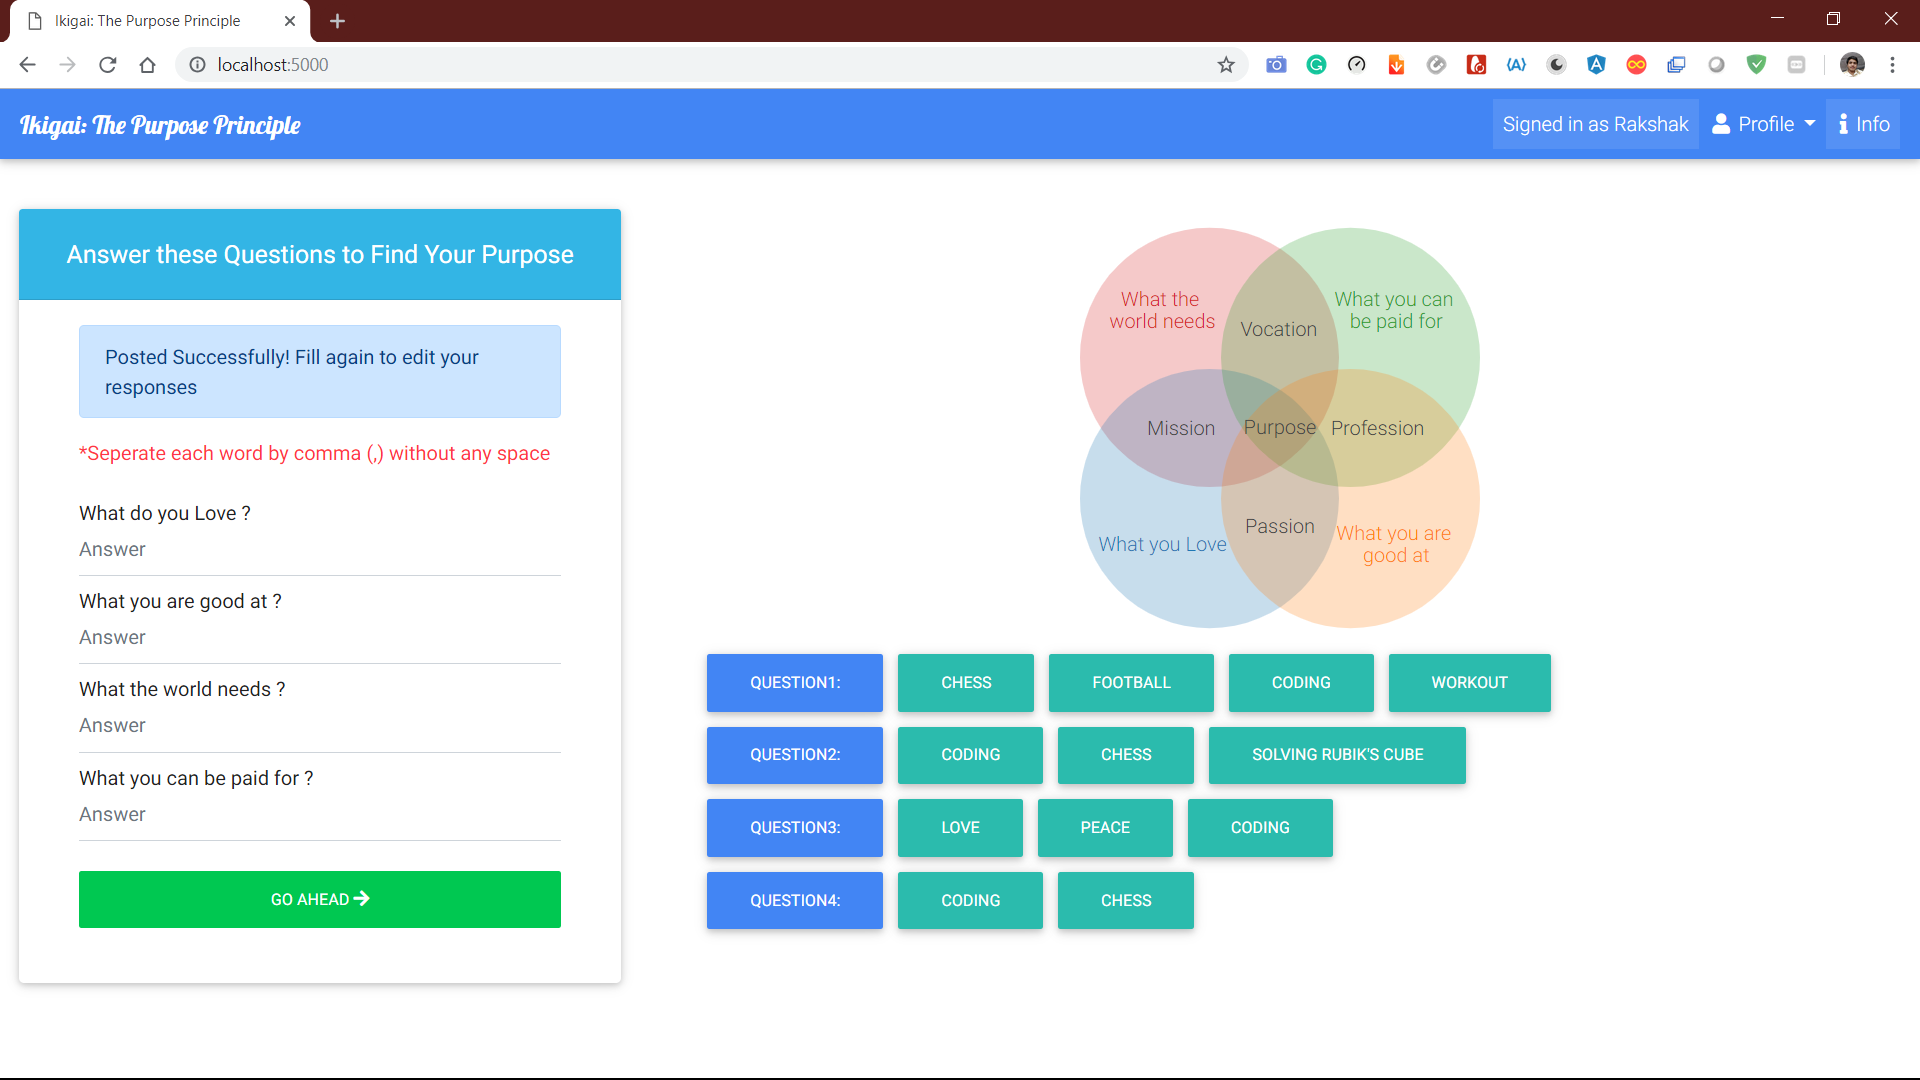 Ikigai: The Purpose Principle
localhost:5000
Ikigai: The Purpose Principle
Signed in as Rakshak
Profile
Info
Answer these Questions to Find Your Purpose
Posted Successfully! Fill again to edit your
responses
*Seperate each word by comma (,) without any space
What do you Love ?
Answer
What you are good at ?
Answer
What the world needs ?
Answer
What you can be paid for ?
Answer
GO AHEAD
What the
world needs
What you can
be paid for
Vocation
Mission
Purpose
Profession
Passion
What you Love
What you are
good at
QUESTION1: CHESS FOOTBALL CODING WORKOUT
QUESTION2: CODING CHESS SOLVING RUBIK'S CUBE
QUESTION3: LOVE PEACE CODING
QUESTION4: CODING CHESS